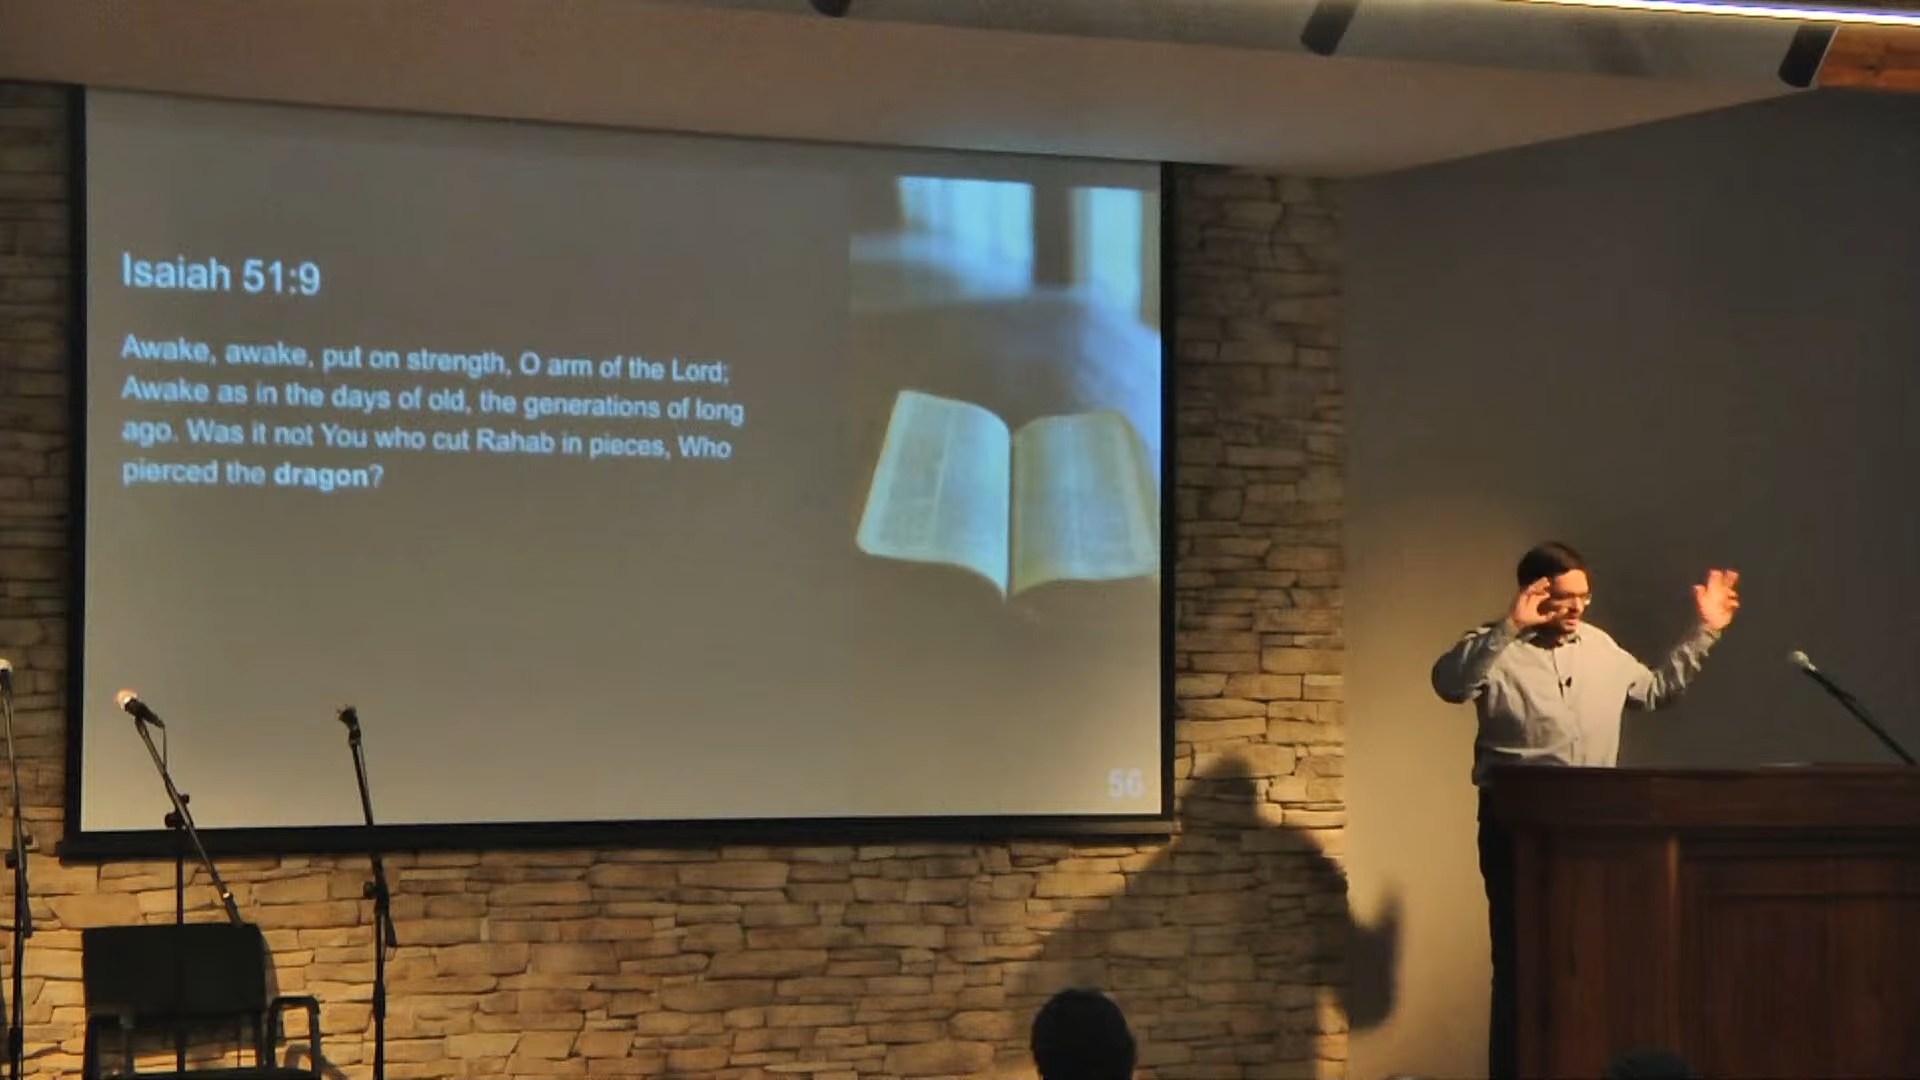 Isaiah 51:9
Awake, awake, put on strength, O arm of the Lord;
Awake as in the days of old, the generations of long
ago. Was it not You who cut Rahab in pieces, Who
pierced the dragon?
56